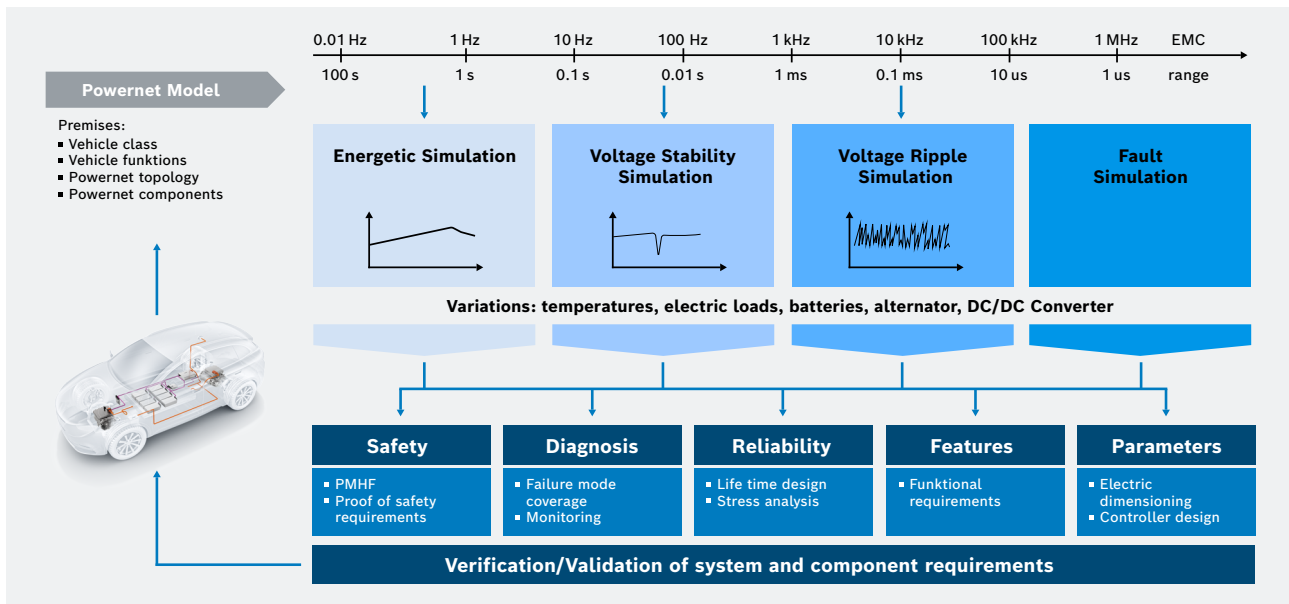 0.01 Hz 1 Hz 10 Hz 100 Hz 1 kHz 10 kHz 100 kHz 1 MHz EMC
100 s 1 s 0.1 s 0.01 s 1 ms 0.1 ms 10 us 1 us range
Powernet Model
Premises:
▪ Vehicle class
▪ Vehicle funktions
▪ Powernet topology
▪ Powernet components
Energetic Simulation
Voltage Stability
Simulation
Voltage Ripple
Simulation
Fault
Simulation
Variations: temperatures, electric loads, batteries, alternator, DC/DC Converter
Safety
▪ PMHF
▪ Proof of safety
requirements
Diagnosis
▪ Failure mode
coverage
▪ Monitoring
Reliability
▪ Life time design
▪ Stress analysis
Features
▪ Funktional
requirements
Parameters
▪ Electric
dimensioning
▪ Controller design
Verification/Validation of system and component requirements